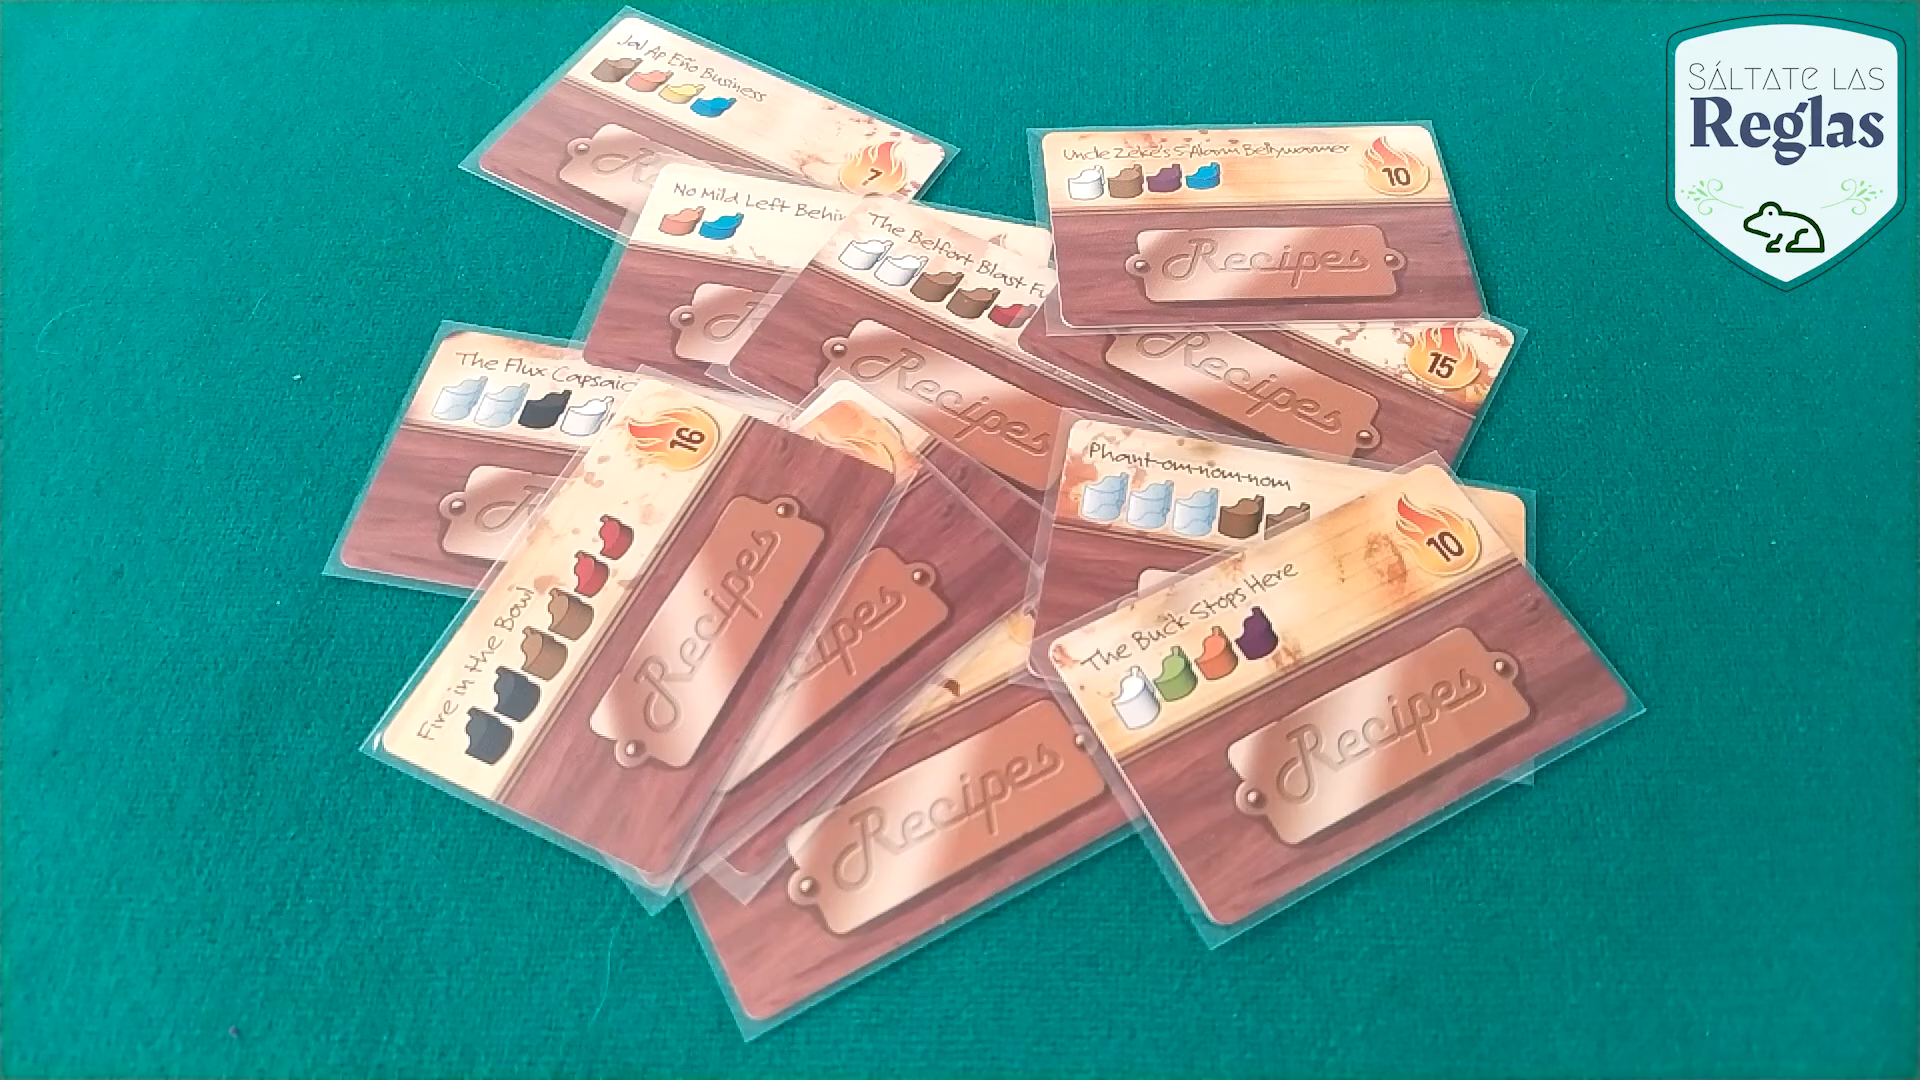 SÁLTATE LAS
Reglas
Jal Ap Eño Business
7
Uncle Zeke's 5-Alarm Bellywarmer
10
Recipes
No Mild Left
The Belfort Blast
Recipes
15
Recipes
The Flux
16
Fire in the Bowl
Recipes
Phant-om-nom-nom
10
The Buck Stops Here
Recipes
Recipes